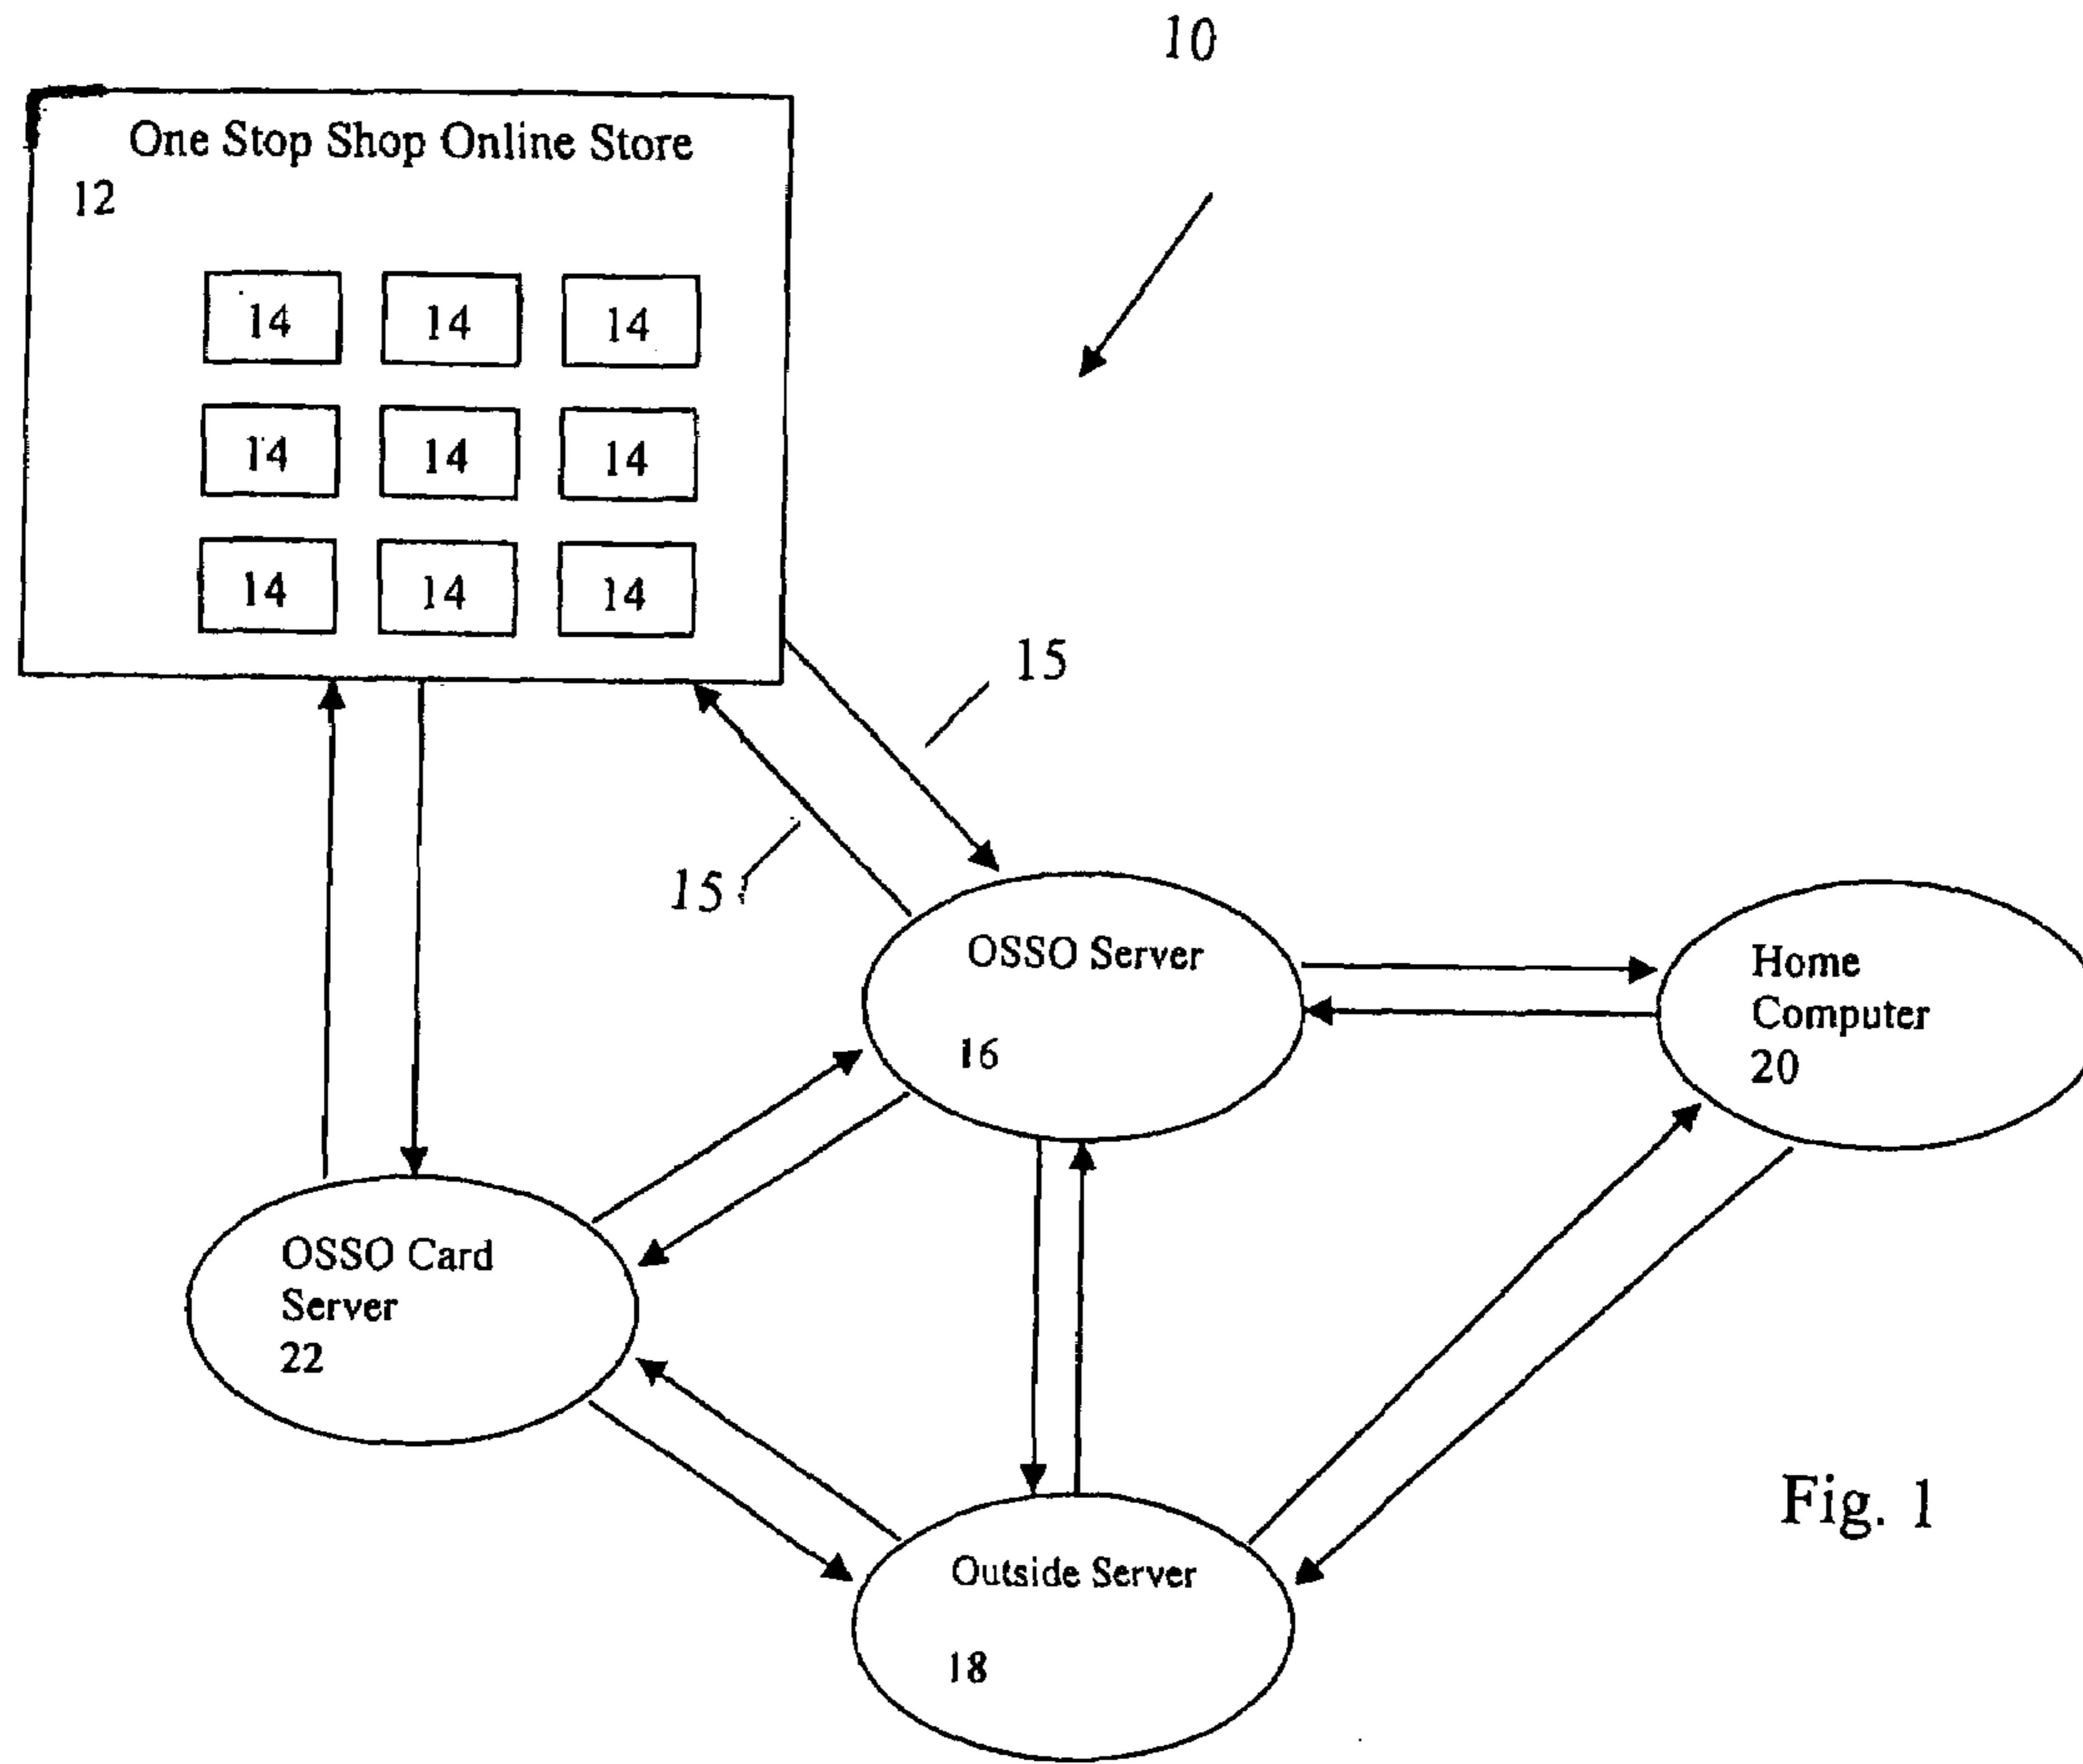 10
One Stop Shop Online Store
12
14 14 14
14 14 14
14 14 14
15
15
OSSO Server
16
Home
Computer
20
OSSO Card
Server
22
Fig. 1
Outside Server
18